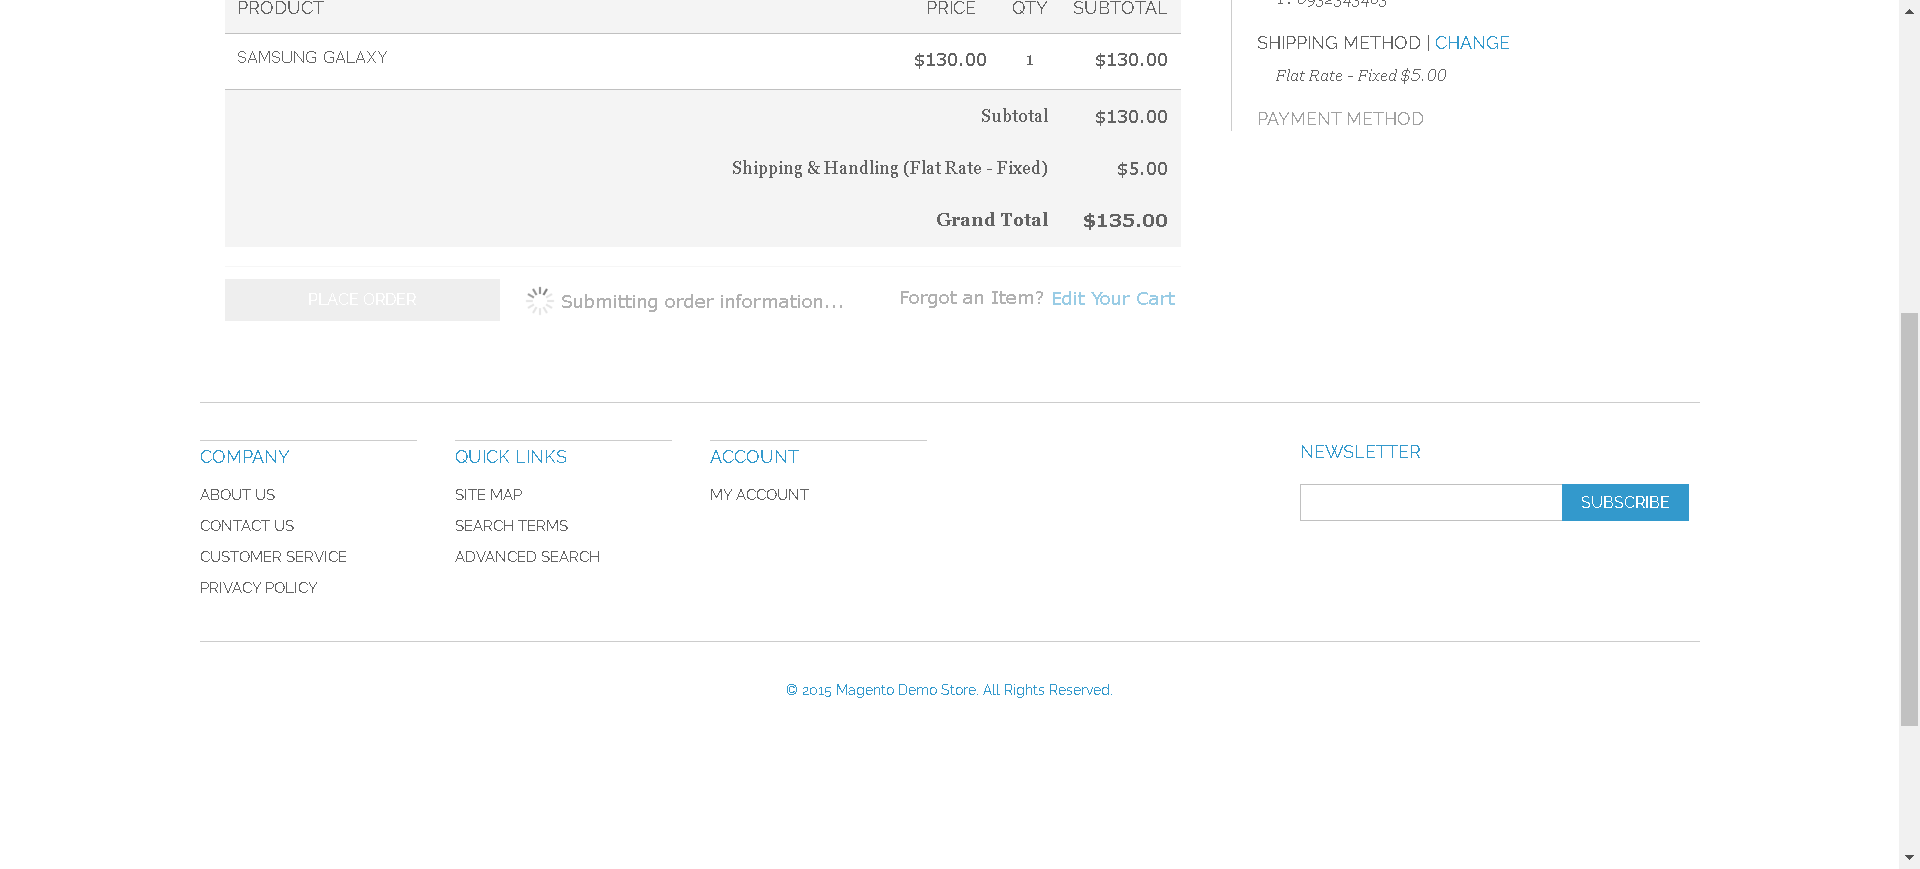 PRODUCT PRICE QTY SUBTOTAL
SAMSUNG GALAXY $130.00 1 $130.00
Subtotal $130.00
Shipping & Handling (Flat Rate - Fixed) $5.00
Grand Total $135.00
PLACE ORDER Submitting order information... Forgot an Item? Edit Your Cart
SHIPPING METHOD | CHANGE
Flat Rate - Fixed $5.00
PAYMENT METHOD
COMPANY
ABOUT US
CONTACT US
CUSTOMER SERVICE
PRIVACY POLICY
QUICK LINKS
SITE MAP
SEARCH TERMS
ADVANCED SEARCH
ACCOUNT
MY ACCOUNT
NEWSLETTER
SUBSCRIBE
© 2015 Magento Demo Store. All Rights Reserved.